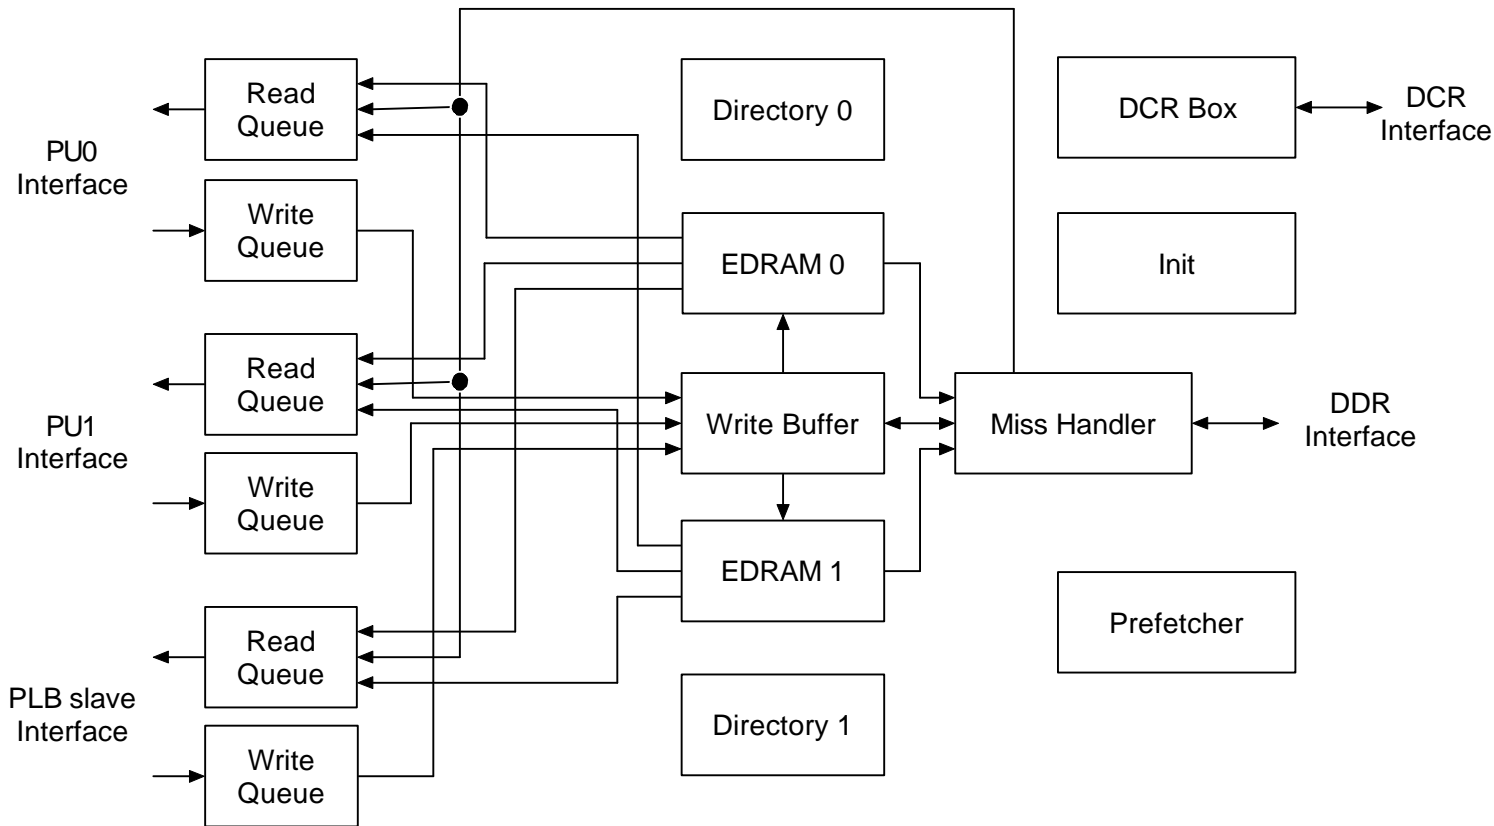 Read
Queue
Directory 0
DCR Box
DCR
Interface
PU0
Interface
Write
Queue
EDRAM 0
Init
Read
Queue
PU1
Interface
Write Buffer
Miss Handler
DDR
Interface
Write
Queue
EDRAM 1
Prefetcher
Read
Queue
PLB slave
Interface
Directory 1
Write
Queue